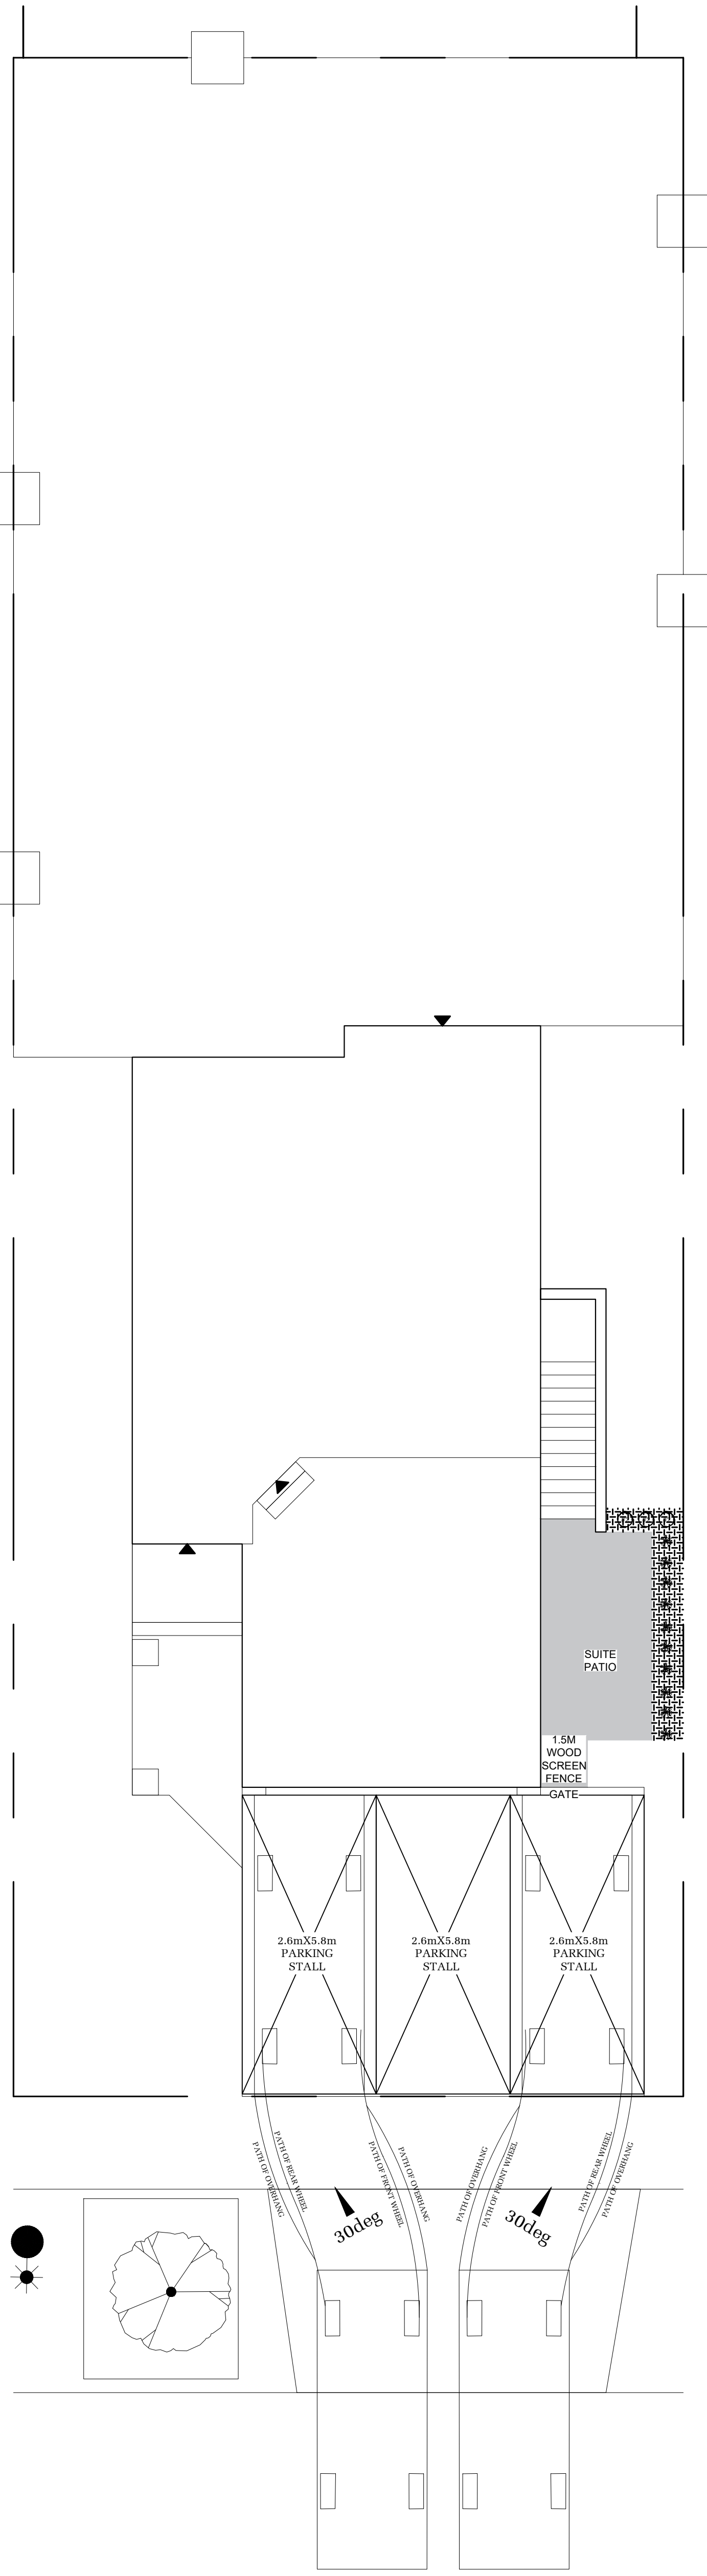 SUITE
PATIO
1.5M
WOOD
SCREEN
FENCE
GATE
2.6mX5.8m
PARKING
STALL
2.6mX5.8m
PARKING
STALL
2.6mX5.8m
PARKING
STALL
PATH OF OVERHANG
PATH OF REAR WHEEL
PATH OF FRONT WHEEL
PATH OF OVERHANG
PATH OF OVERHANG
PATH OF FRONT WHEEL
PATH OF REAR WHEEL
PATH OF OVERHANG
30deg
30deg